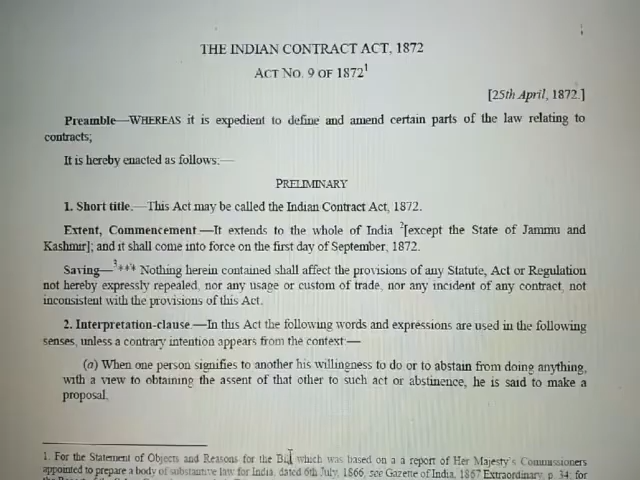 THE INDIAN CONTRACT ACT, 1872
ACT NO. 9 OF 1872¹
[25th April, 1872.]
Preamble—WHEREAS it is expedient to define and amend certain parts of the law relating to
contracts;
It is hereby enacted as follows:—
PRELIMINARY
1. Short title.—This Act may be called the Indian Contract Act, 1872.
Extent, Commencement.—It extends to the whole of India ²[except the State of Jammu and
Kashmir]; and it shall come into force on the first day of September, 1872.
Saving—³*** Nothing herein contained shall affect the provisions of any Statute, Act or Regulation
not hereby expressly repealed, nor any usage or custom of trade, nor any incident of any contract, not
inconsistent with the provisions of this Act.
2. Interpretation-clause.—In this Act the following words and expressions are used in the following
senses, unless a contrary intention appears from the context:—
(a) When one person signifies to another his willingness to do or to abstain from doing anything,
with a view to obtaining the assent of that other to such act or abstinence, he is said to make a
proposal.
1. For the Statement of Objects and Reasons for the Bill which was based on a a report of Her Majesty's Commissioners
appointed to prepare a body of substantive law for India, dated 6th July, 1866, see Gazette of India, 1867 Extraordinary, p. 34; for